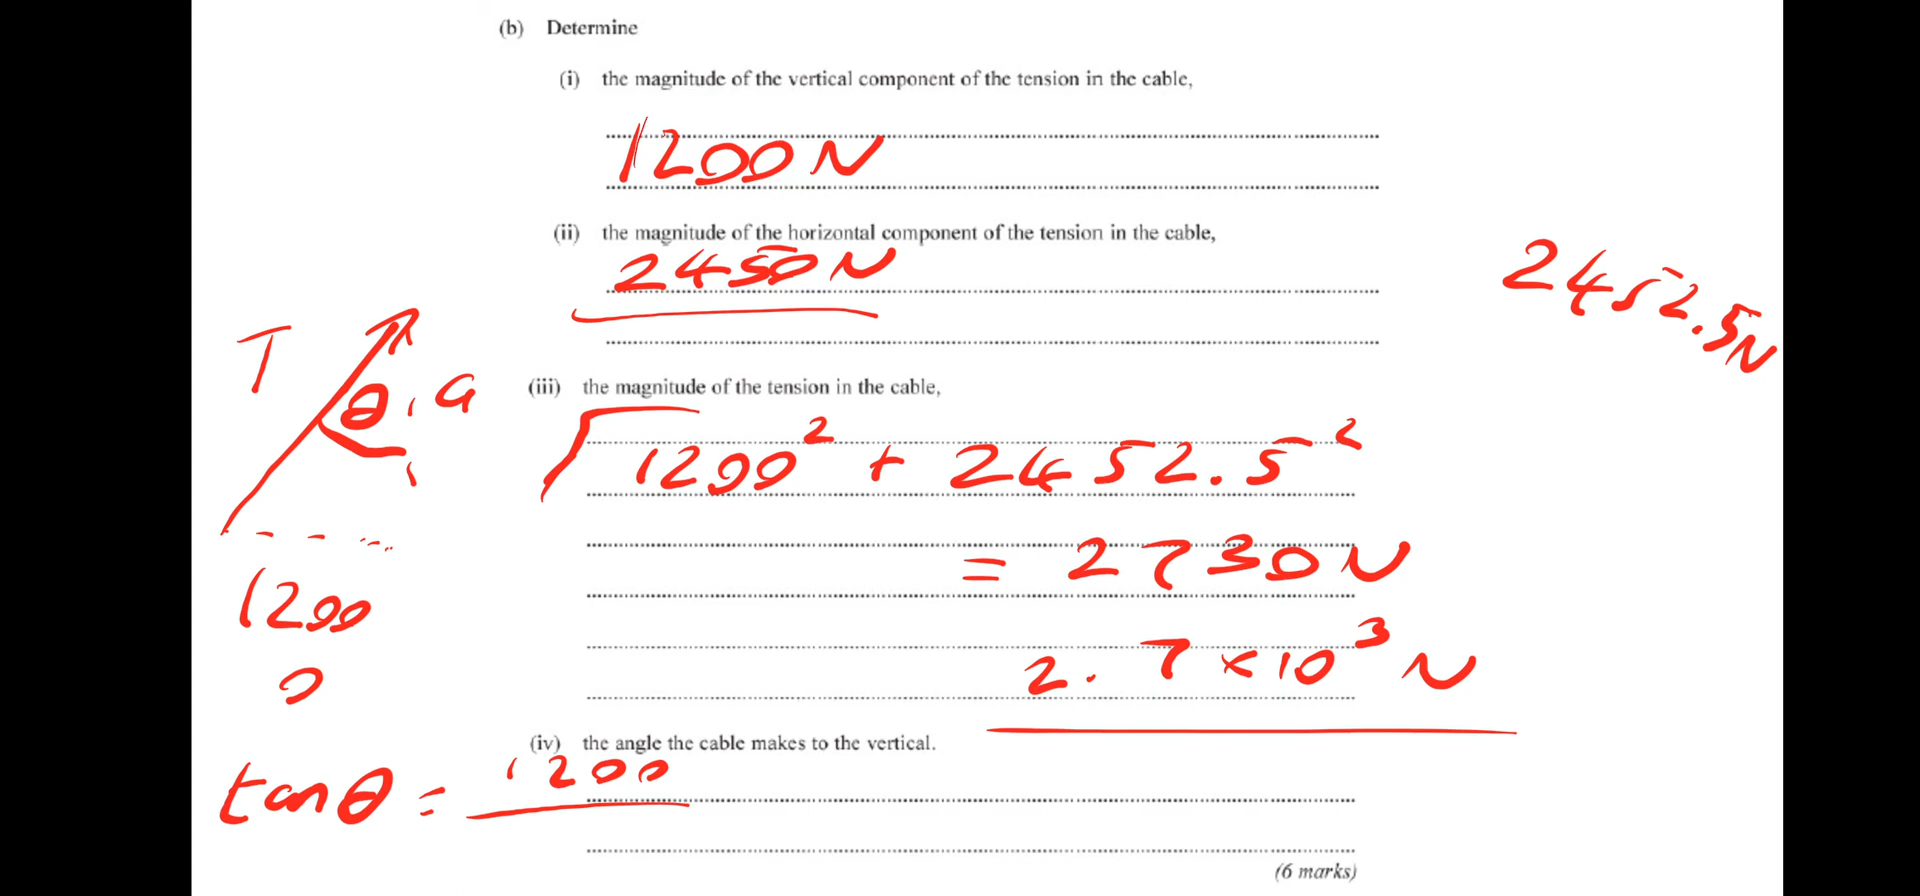 (b) Determine
(i) the magnitude of the vertical component of the tension in the cable,
1200 N
(ii) the magnitude of the horizontal component of the tension in the cable,
2450 N
2452.5N
T
θ
(iii) the magnitude of the tension in the cable,
√1200² + 2452.5²
= 2730N
1200
0
2.7 × 10³ N
(iv) the angle the cable makes to the vertical.
tan θ = 1200
(6 marks)